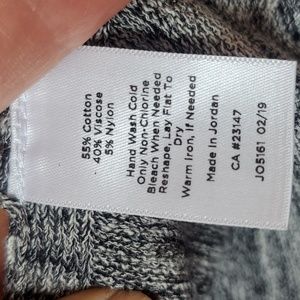 55% Cotton
40% Viscose
5% Nylon
Hand Wash Cold
Only Non-Chlorine
Bleach When Needed
Reshape, Lay Flat To
Dry
Warm Iron, If Needed
Made In Jordan
CA #23147
JO5161 02/19